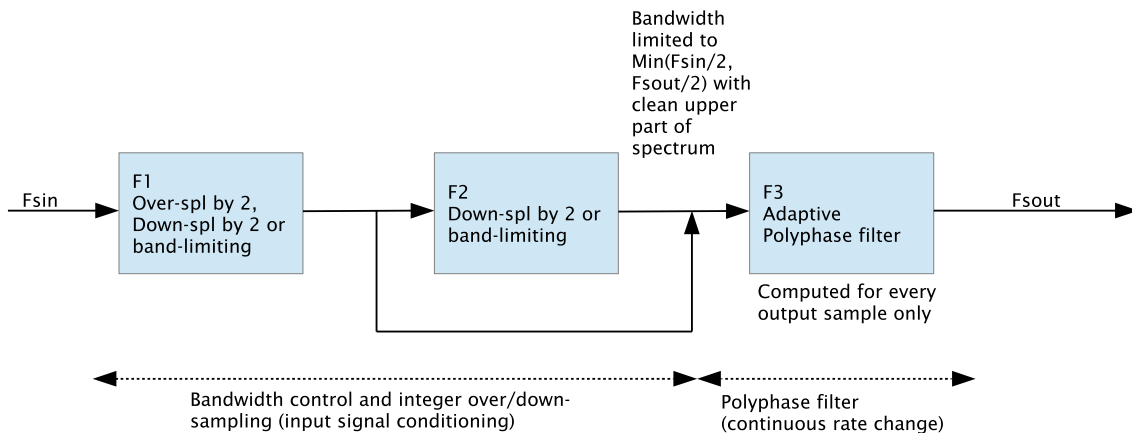 Bandwidth
limited to
Min(Fsin/2,
Fsout/2) with
clean upper
part of
spectrum
Fsin
F1
Over-spl by 2,
Down-spl by 2 or
band-limiting
F2
Down-spl by 2 or
band-limiting
F3
Adaptive
Polyphase filter
Fsout
Computed for every
output sample only
Bandwidth control and integer over/down-
sampling (input signal conditioning)
Polyphase filter
(continuous rate change)